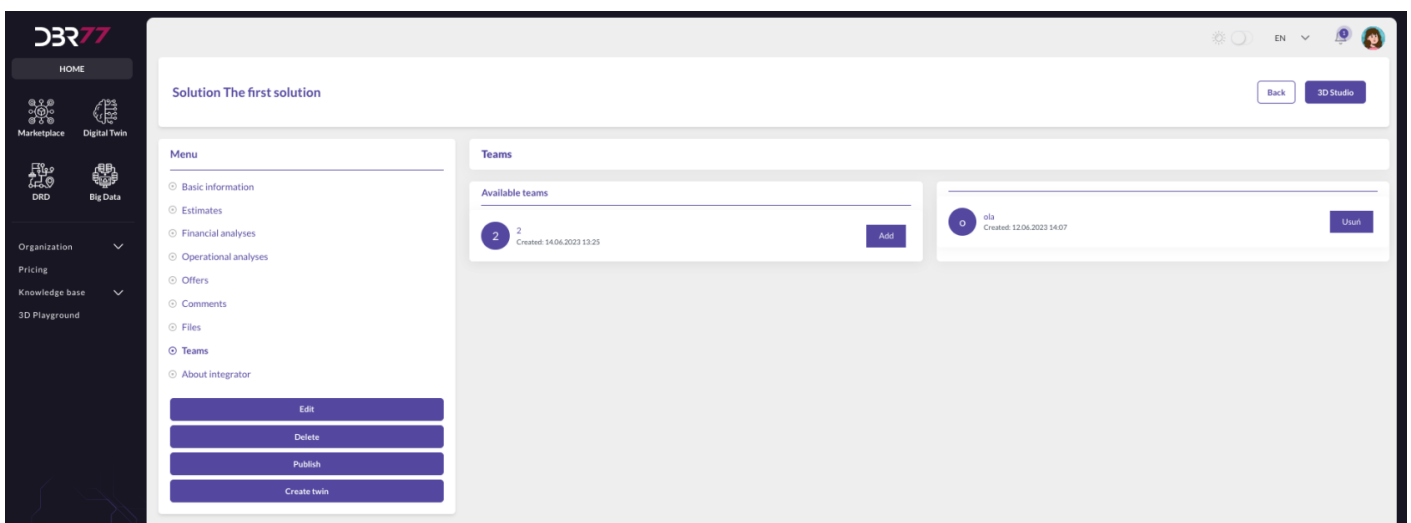 DBR77
HOME
Marketplace
Digital Twin
DRD
Big Data
Organization
Pricing
Knowledge base
3D Playground
EN
Solution The first solution
Back
3D Studio
Menu
Basic information
Estimates
Financial analyses
Operational analyses
Offers
Comments
Files
Teams
About integrator
Edit
Delete
Publish
Create twin
Teams
Available teams
2
2
Created: 14.06.2023 13:25
Add
o
ola
Created: 12.06.2023 14:07
Usuń